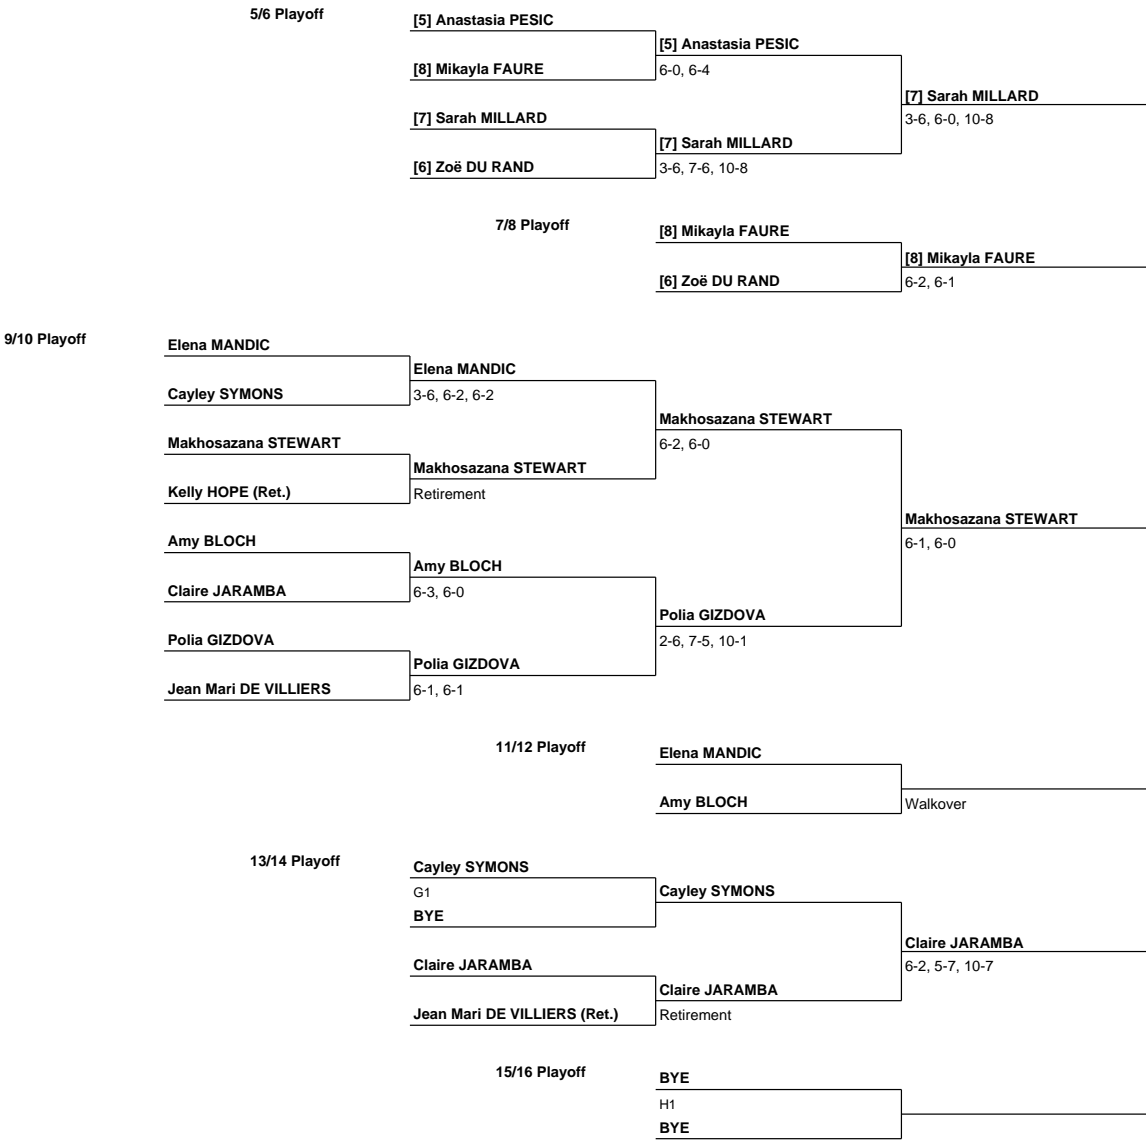 5/6 Playoff
[5] Anastasia PESIC
[5] Anastasia PESIC
[8] Mikayla FAURE
6-0, 6-4
[7] Sarah MILLARD
[7] Sarah MILLARD
3-6, 6-0, 10-8
[7] Sarah MILLARD
[6] Zoë DU RAND
3-6, 7-6, 10-8
7/8 Playoff
[8] Mikayla FAURE
[8] Mikayla FAURE
[6] Zoë DU RAND
6-2, 6-1
9/10 Playoff
Elena MANDIC
Elena MANDIC
Cayley SYMONS
3-6, 6-2, 6-2
Makhosazana STEWART
Makhosazana STEWART
6-2, 6-0
Makhosazana STEWART
Kelly HOPE (Ret.)
Retirement
Makhosazana STEWART
Amy BLOCH
6-1, 6-0
Amy BLOCH
Claire JARAMBA
6-3, 6-0
Polia GIZDOVA
Polia GIZDOVA
2-6, 7-5, 10-1
Polia GIZDOVA
Jean Mari DE VILLIERS
6-1, 6-1
11/12 Playoff
Elena MANDIC
Amy BLOCH
Walkover
13/14 Playoff
Cayley SYMONS
G1
Cayley SYMONS
BYE
Claire JARAMBA
Claire JARAMBA
6-2, 5-7, 10-7
Claire JARAMBA
Jean Mari DE VILLIERS (Ret.)
Retirement
15/16 Playoff
BYE
H1
BYE